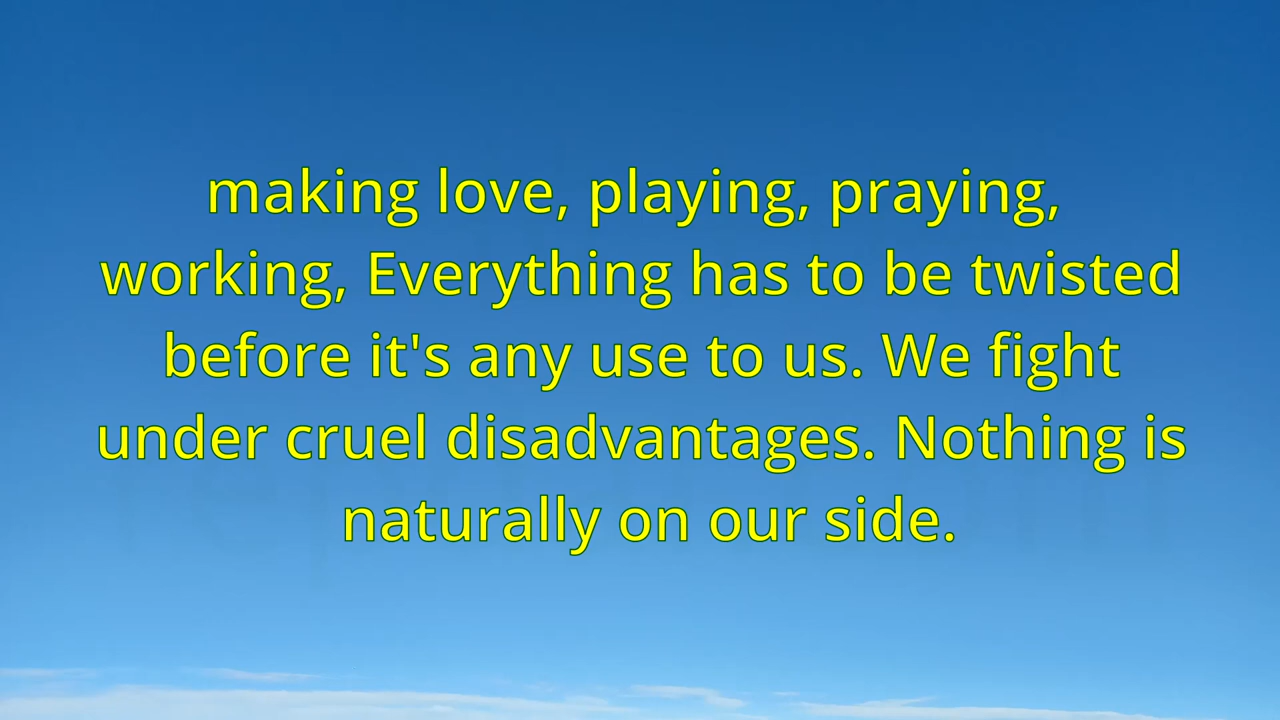 making love, playing, praying,
working, Everything has to be twisted
before it's any use to us. We fight
under cruel disadvantages. Nothing is
naturally on our side.